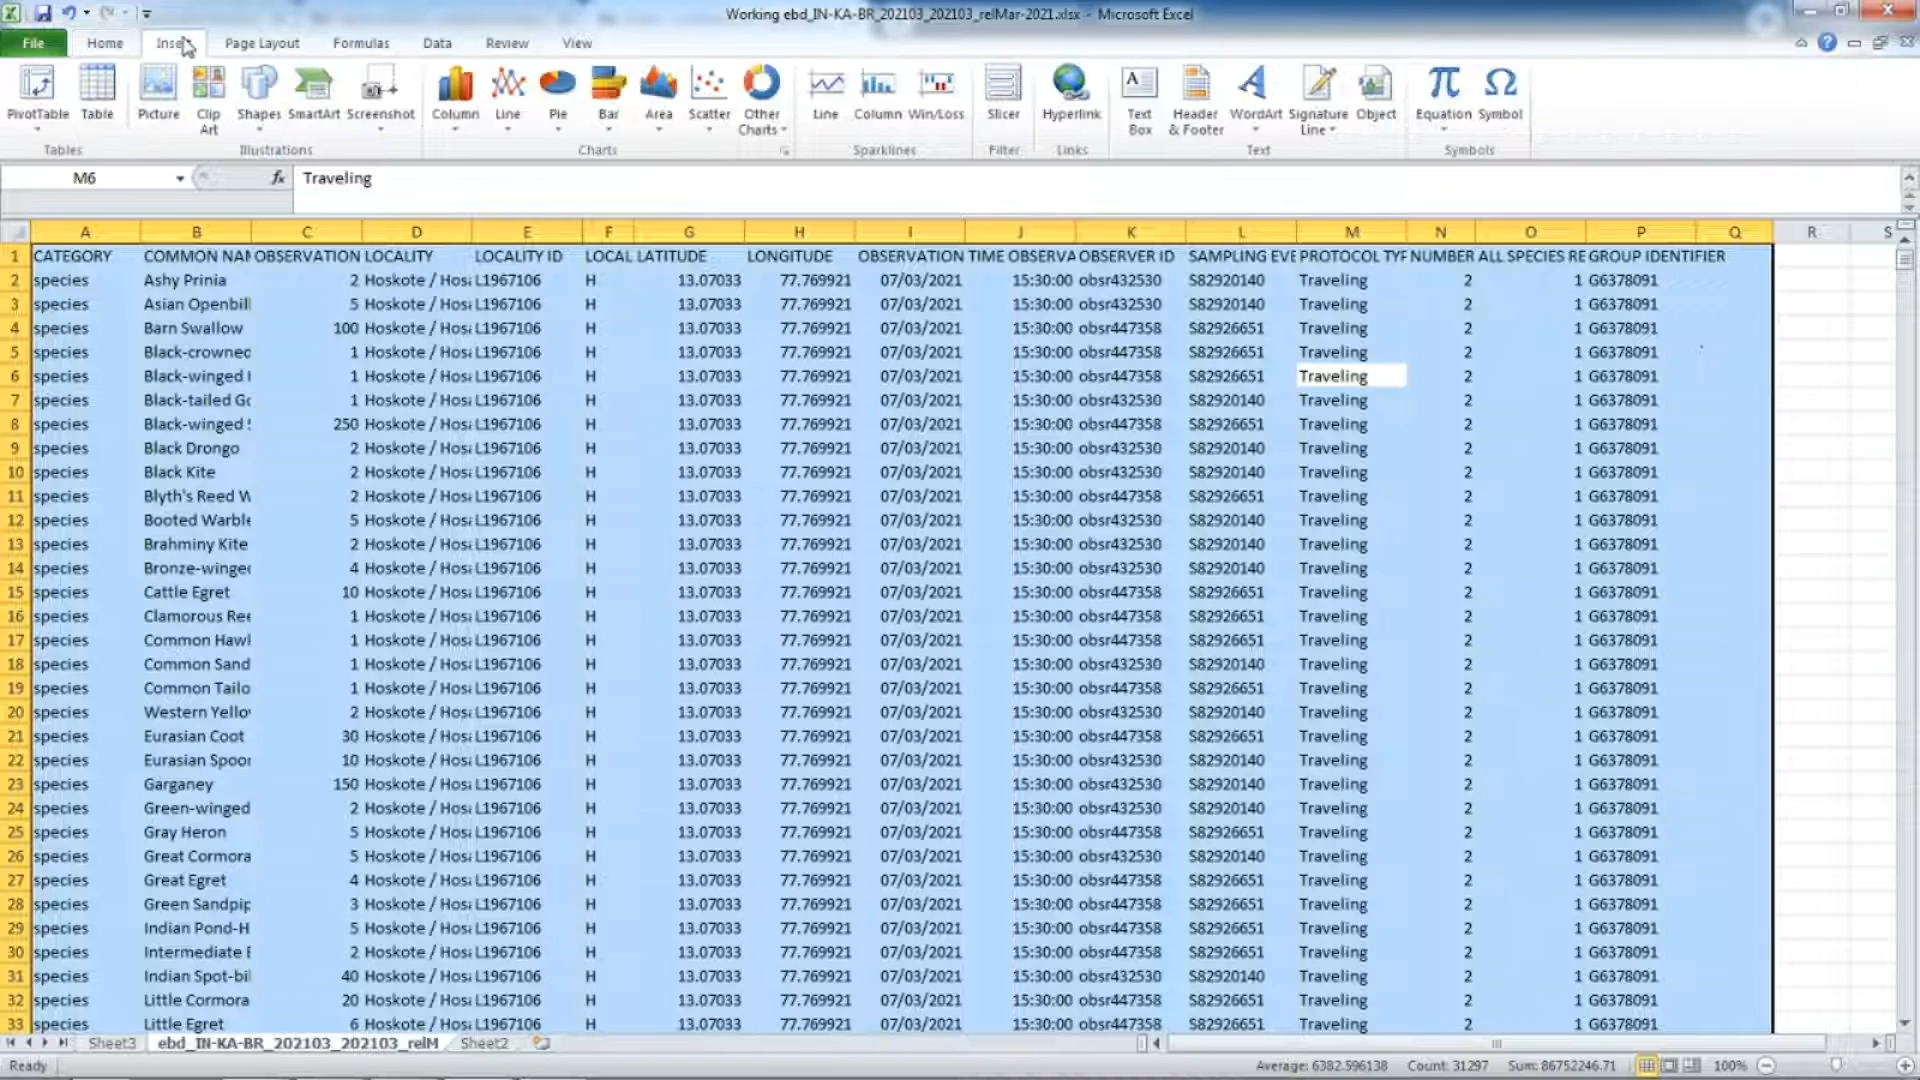 Working ebd_IN-KA-BR_202103_202103_relMar-2021.xlsx - Microsoft Excel
File Home Page Layout Formulas Data Review View
PivotTable Table Picture Clip Art Shapes SmartArt Screenshot Column Line Pie Bar Area Scatter Other Charts Line Column Win/Loss Slicer Hyperlink Text Box Header & Footer WordArt Signature Line Object Equation Symbol
Tables Illustrations Charts Sparklines Filter Links Text Symbols
M6 fx Traveling
A B C D E F G H I J K L M N O P Q R S
1 CATEGORY COMMON NAM OBSERVATION LOCALITY LOCALITY ID LOCAL LATITUDE LONGITUDE OBSERVATION TIME OBSERVA OBSERVER ID SAMPLING EVE PROTOCOL TYP NUMBER ALL SPECIES RE GROUP IDENTIFIER
2 species Ashy Prinia 2 Hoskote / Hos L1967106 H 13.07033 77.769921 07/03/2021 15:30:00 obsr432530 S82920140 Traveling 2 1 G6378091
3 species Asian Openbill 5 Hoskote / Hos L1967106 H 13.07033 77.769921 07/03/2021 15:30:00 obsr432530 S82920140 Traveling 2 1 G6378091
4 species Barn Swallow 100 Hoskote / Hos L1967106 H 13.07033 77.769921 07/03/2021 15:30:00 obsr447358 S82926651 Traveling 2 1 G6378091
5 species Black-crowned 1 Hoskote / Hos L1967106 H 13.07033 77.769921 07/03/2021 15:30:00 obsr447358 S82926651 Traveling 2 1 G6378091
6 species Black-winged 1 Hoskote / Hos L1967106 H 13.07033 77.769921 07/03/2021 15:30:00 obsr447358 S82926651 Traveling 2 1 G6378091
7 species Black-tailed Go 1 Hoskote / Hos L1967106 H 13.07033 77.769921 07/03/2021 15:30:00 obsr432530 S82920140 Traveling 2 1 G6378091
8 species Black-winged 250 Hoskote / Hos L1967106 H 13.07033 77.769921 07/03/2021 15:30:00 obsr432530 S82920140 Traveling 2 1 G6378091
9 species Black Drongo 2 Hoskote / Hos L1967106 H 13.07033 77.769921 07/03/2021 15:30:00 obsr432530 S82920140 Traveling 2 1 G6378091
10 species Black Kite 2 Hoskote / Hos L1967106 H 13.07033 77.769921 07/03/2021 15:30:00 obsr432530 S82920140 Traveling 2 1 G6378091
11 species Blyth's Reed W 2 Hoskote / Hos L1967106 H 13.07033 77.769921 07/03/2021 15:30:00 obsr447358 S82926651 Traveling 2 1 G6378091
12 species Booted Warble 5 Hoskote / Hos L1967106 H 13.07033 77.769921 07/03/2021 15:30:00 obsr432530 S82920140 Traveling 2 1 G6378091
13 species Brahminy Kite 2 Hoskote / Hos L1967106 H 13.07033 77.769921 07/03/2021 15:30:00 obsr432530 S82920140 Traveling 2 1 G6378091
14 species Bronze-winged 4 Hoskote / Hos L1967106 H 13.07033 77.769921 07/03/2021 15:30:00 obsr432530 S82920140 Traveling 2 1 G6378091
15 species Cattle Egret 10 Hoskote / Hos L1967106 H 13.07033 77.769921 07/03/2021 15:30:00 obsr447358 S82926651 Traveling 2 1 G6378091
16 species Clamorous Ree 1 Hoskote / Hos L1967106 H 13.07033 77.769921 07/03/2021 15:30:00 obsr447358 S82926651 Traveling 2 1 G6378091
17 species Common Hawk 1 Hoskote / Hos L1967106 H 13.07033 77.769921 07/03/2021 15:30:00 obsr447358 S82926651 Traveling 2 1 G6378091
18 species Common Sand 1 Hoskote / Hos L1967106 H 13.07033 77.769921 07/03/2021 15:30:00 obsr432530 S82920140 Traveling 2 1 G6378091
19 species Common Tailo 1 Hoskote / Hos L1967106 H 13.07033 77.769921 07/03/2021 15:30:00 obsr447358 S82926651 Traveling 2 1 G6378091
20 species Western Yellow 2 Hoskote / Hos L1967106 H 13.07033 77.769921 07/03/2021 15:30:00 obsr432530 S82920140 Traveling 2 1 G6378091
21 species Eurasian Coot 30 Hoskote / Hos L1967106 H 13.07033 77.769921 07/03/2021 15:30:00 obsr447358 S82926651 Traveling 2 1 G6378091
22 species Eurasian Spoon 10 Hoskote / Hos L1967106 H 13.07033 77.769921 07/03/2021 15:30:00 obsr447358 S82926651 Traveling 2 1 G6378091
23 species Garganey 150 Hoskote / Hos L1967106 H 13.07033 77.769921 07/03/2021 15:30:00 obsr447358 S82926651 Traveling 2 1 G6378091
24 species Green-winged 2 Hoskote / Hos L1967106 H 13.07033 77.769921 07/03/2021 15:30:00 obsr432530 S82920140 Traveling 2 1 G6378091
25 species Gray Heron 5 Hoskote / Hos L1967106 H 13.07033 77.769921 07/03/2021 15:30:00 obsr447358 S82926651 Traveling 2 1 G6378091
26 species Great Cormora 5 Hoskote / Hos L1967106 H 13.07033 77.769921 07/03/2021 15:30:00 obsr432530 S82920140 Traveling 2 1 G6378091
27 species Great Egret 4 Hoskote / Hos L1967106 H 13.07033 77.769921 07/03/2021 15:30:00 obsr447358 S82926651 Traveling 2 1 G6378091
28 species Green Sandpip 3 Hoskote / Hos L1967106 H 13.07033 77.769921 07/03/2021 15:30:00 obsr447358 S82926651 Traveling 2 1 G6378091
29 species Indian Pond-H 5 Hoskote / Hos L1967106 H 13.07033 77.769921 07/03/2021 15:30:00 obsr447358 S82926651 Traveling 2 1 G6378091
30 species Intermediate E 2 Hoskote / Hos L1967106 H 13.07033 77.769921 07/03/2021 15:30:00 obsr432530 S82920140 Traveling 2 1 G6378091
31 species Indian Spot-bil 40 Hoskote / Hos L1967106 H 13.07033 77.769921 07/03/2021 15:30:00 obsr432530 S82920140 Traveling 2 1 G6378091
32 species Little Cormora 20 Hoskote / Hos L1967106 H 13.07033 77.769921 07/03/2021 15:30:00 obsr447358 S82926651 Traveling 2 1 G6378091
33 species Little Egret 6 Hoskote / Hos L1967106 H 13.07033 77.769921 07/03/2021 15:30:00 obsr447358 S82926651 Traveling 2 1 G6378091
Sheet3 ebd_IN-KA-BR_202103_202103_relM Sheet2
Ready Average: 6382.596138 Count: 31297 Sum: 86752246.71 100%